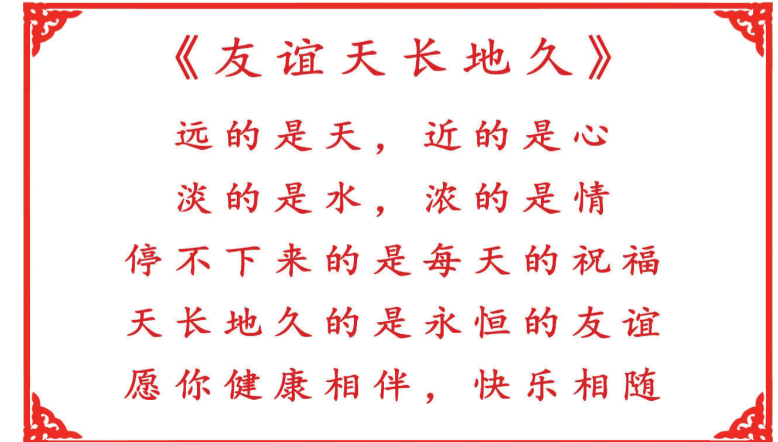 《友谊天长地久》
远的是天，近的是心
淡的是水，浓的是情
停不下来的是每天的祝福
天长地久的是永恒的友谊
愿你健康相伴，快乐相随